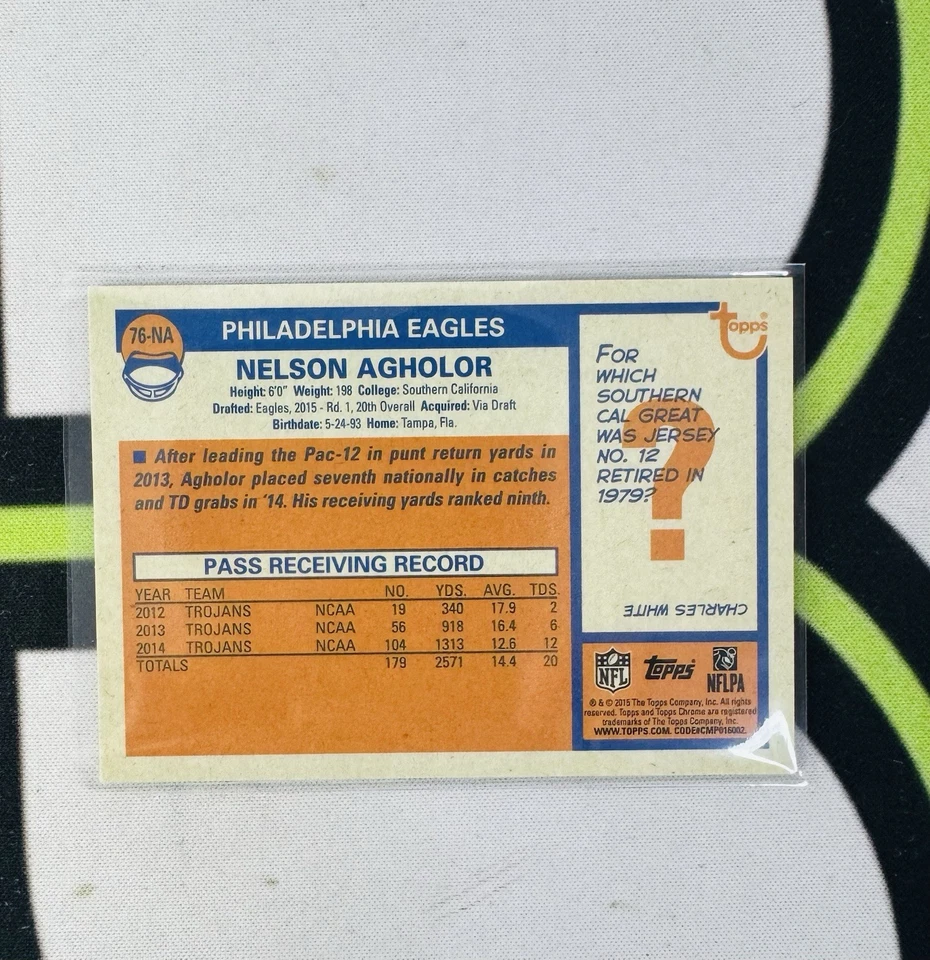 76-NA
PHILADELPHIA EAGLES
NELSON AGHOLOR
Height: 6'0" Weight: 198 College: Southern California
Drafted: Eagles, 2015 - Rd. 1, 20th Overall Acquired: Via Draft
Birthdate: 5-24-93 Home: Tampa, Fla.
■ After leading the Pac-12 in punt return yards in
2013, Agholor placed seventh nationally in catches
and TD grabs in '14. His receiving yards ranked ninth.
PASS RECEIVING RECORD
YEAR TEAM NO. YDS. AVG. TDS.
2012 TROJANS NCAA 19 340 17.9 2
2013 TROJANS NCAA 56 918 16.4 6
2014 TROJANS NCAA 104 1313 12.6 12
TOTALS 179 2571 14.4 20
topps
FOR
WHICH
SOUTHERN
CAL GREAT
WAS JERSEY
NO. 12
RETIRED IN
1979?
?
CHARLES WHITE
NFL topps NFLPA
® & © 2015 The Topps Company, Inc. All rights
reserved. Topps and Topps Chrome are registered
trademarks of The Topps Company, Inc.
WWW.TOPPS.COM. CODE#CMP016002.